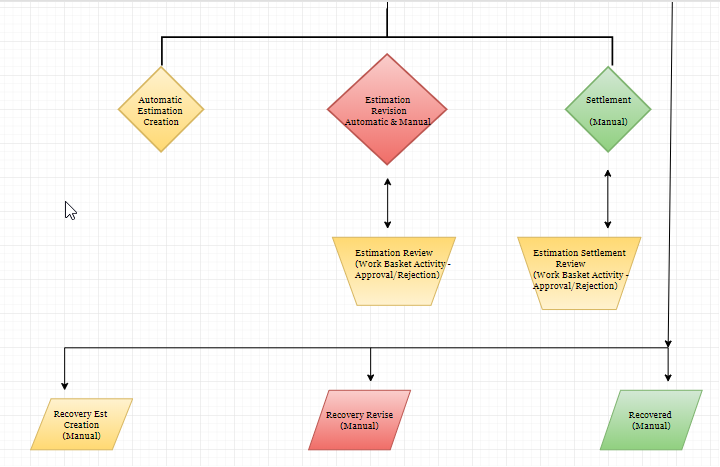 Automatic
Estimation
Creation
Estimation
Revision
Automatic & Manual
Settlement
(Manual)
Estimation Review
(Work Basket Activity -
Approval/Rejection)
Estimation Settlement
Review
(Work Basket Activity -
Approval/Rejection)
Recovery Est
Creation
(Manual)
Recovery Revise
(Manual)
Recovered
(Manual)